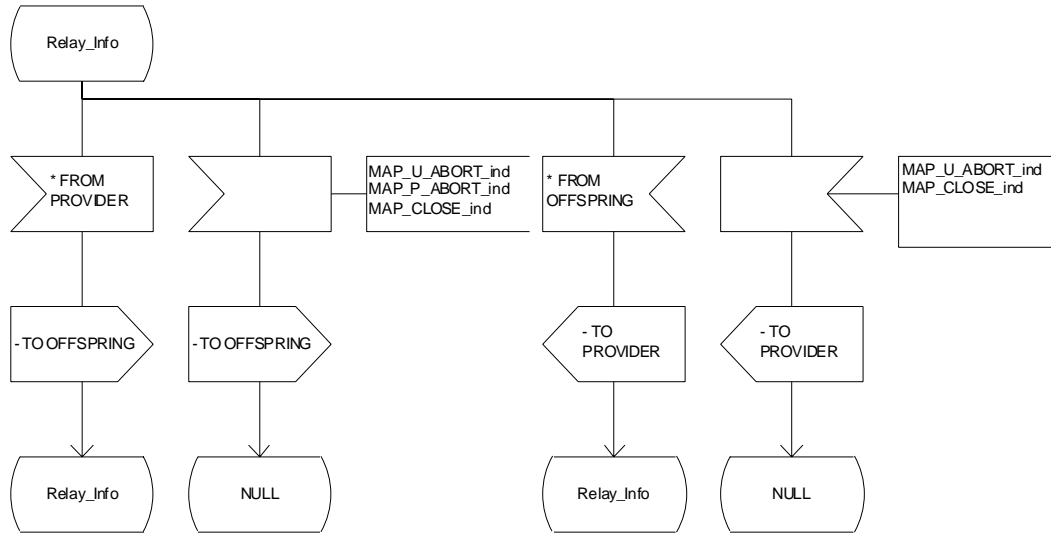 Relay_Info
* FROM
PROVIDER
MAP_U_ABORT_ind
MAP_P_ABORT_ind
MAP_CLOSE_ind
* FROM
OFFSPRING
MAP_U_ABORT_ind
MAP_CLOSE_ind
- TO OFFSPRING
- TO OFFSPRING
- TO
PROVIDER
- TO
PROVIDER
Relay_Info
NULL
Relay_Info
NULL